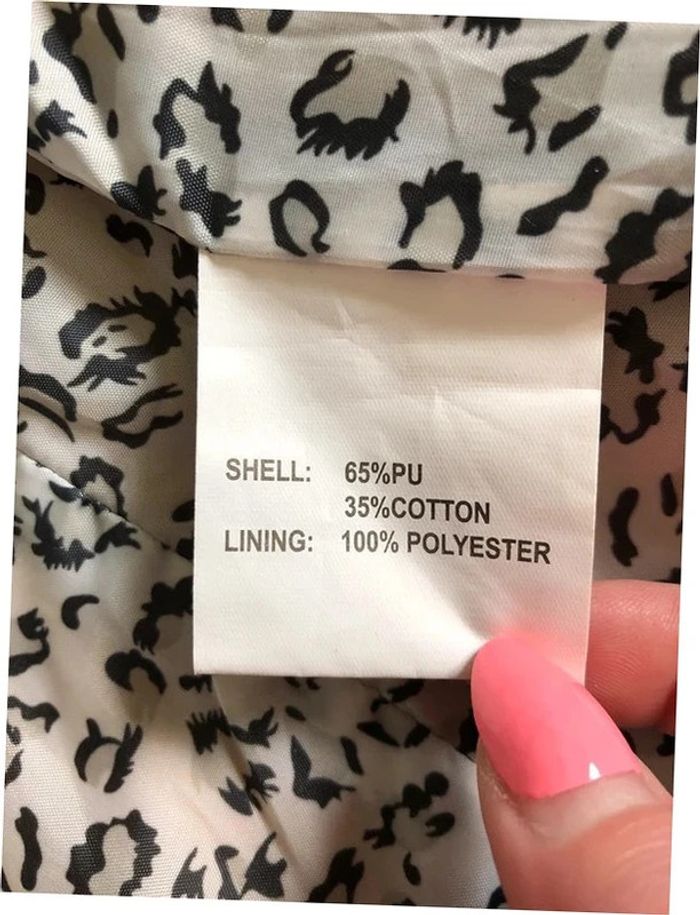 SHELL: 65%PU
35%COTTON
LINING: 100% POLYESTER